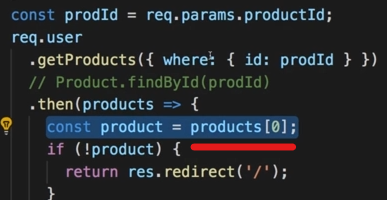 const prodId = req.params.productId;
req.user
.getProducts({ where: { id: prodId } })
// Product.findById(prodId)
.then(products => {
const product = products[0];
if (!product) {
return res.redirect('/');
}